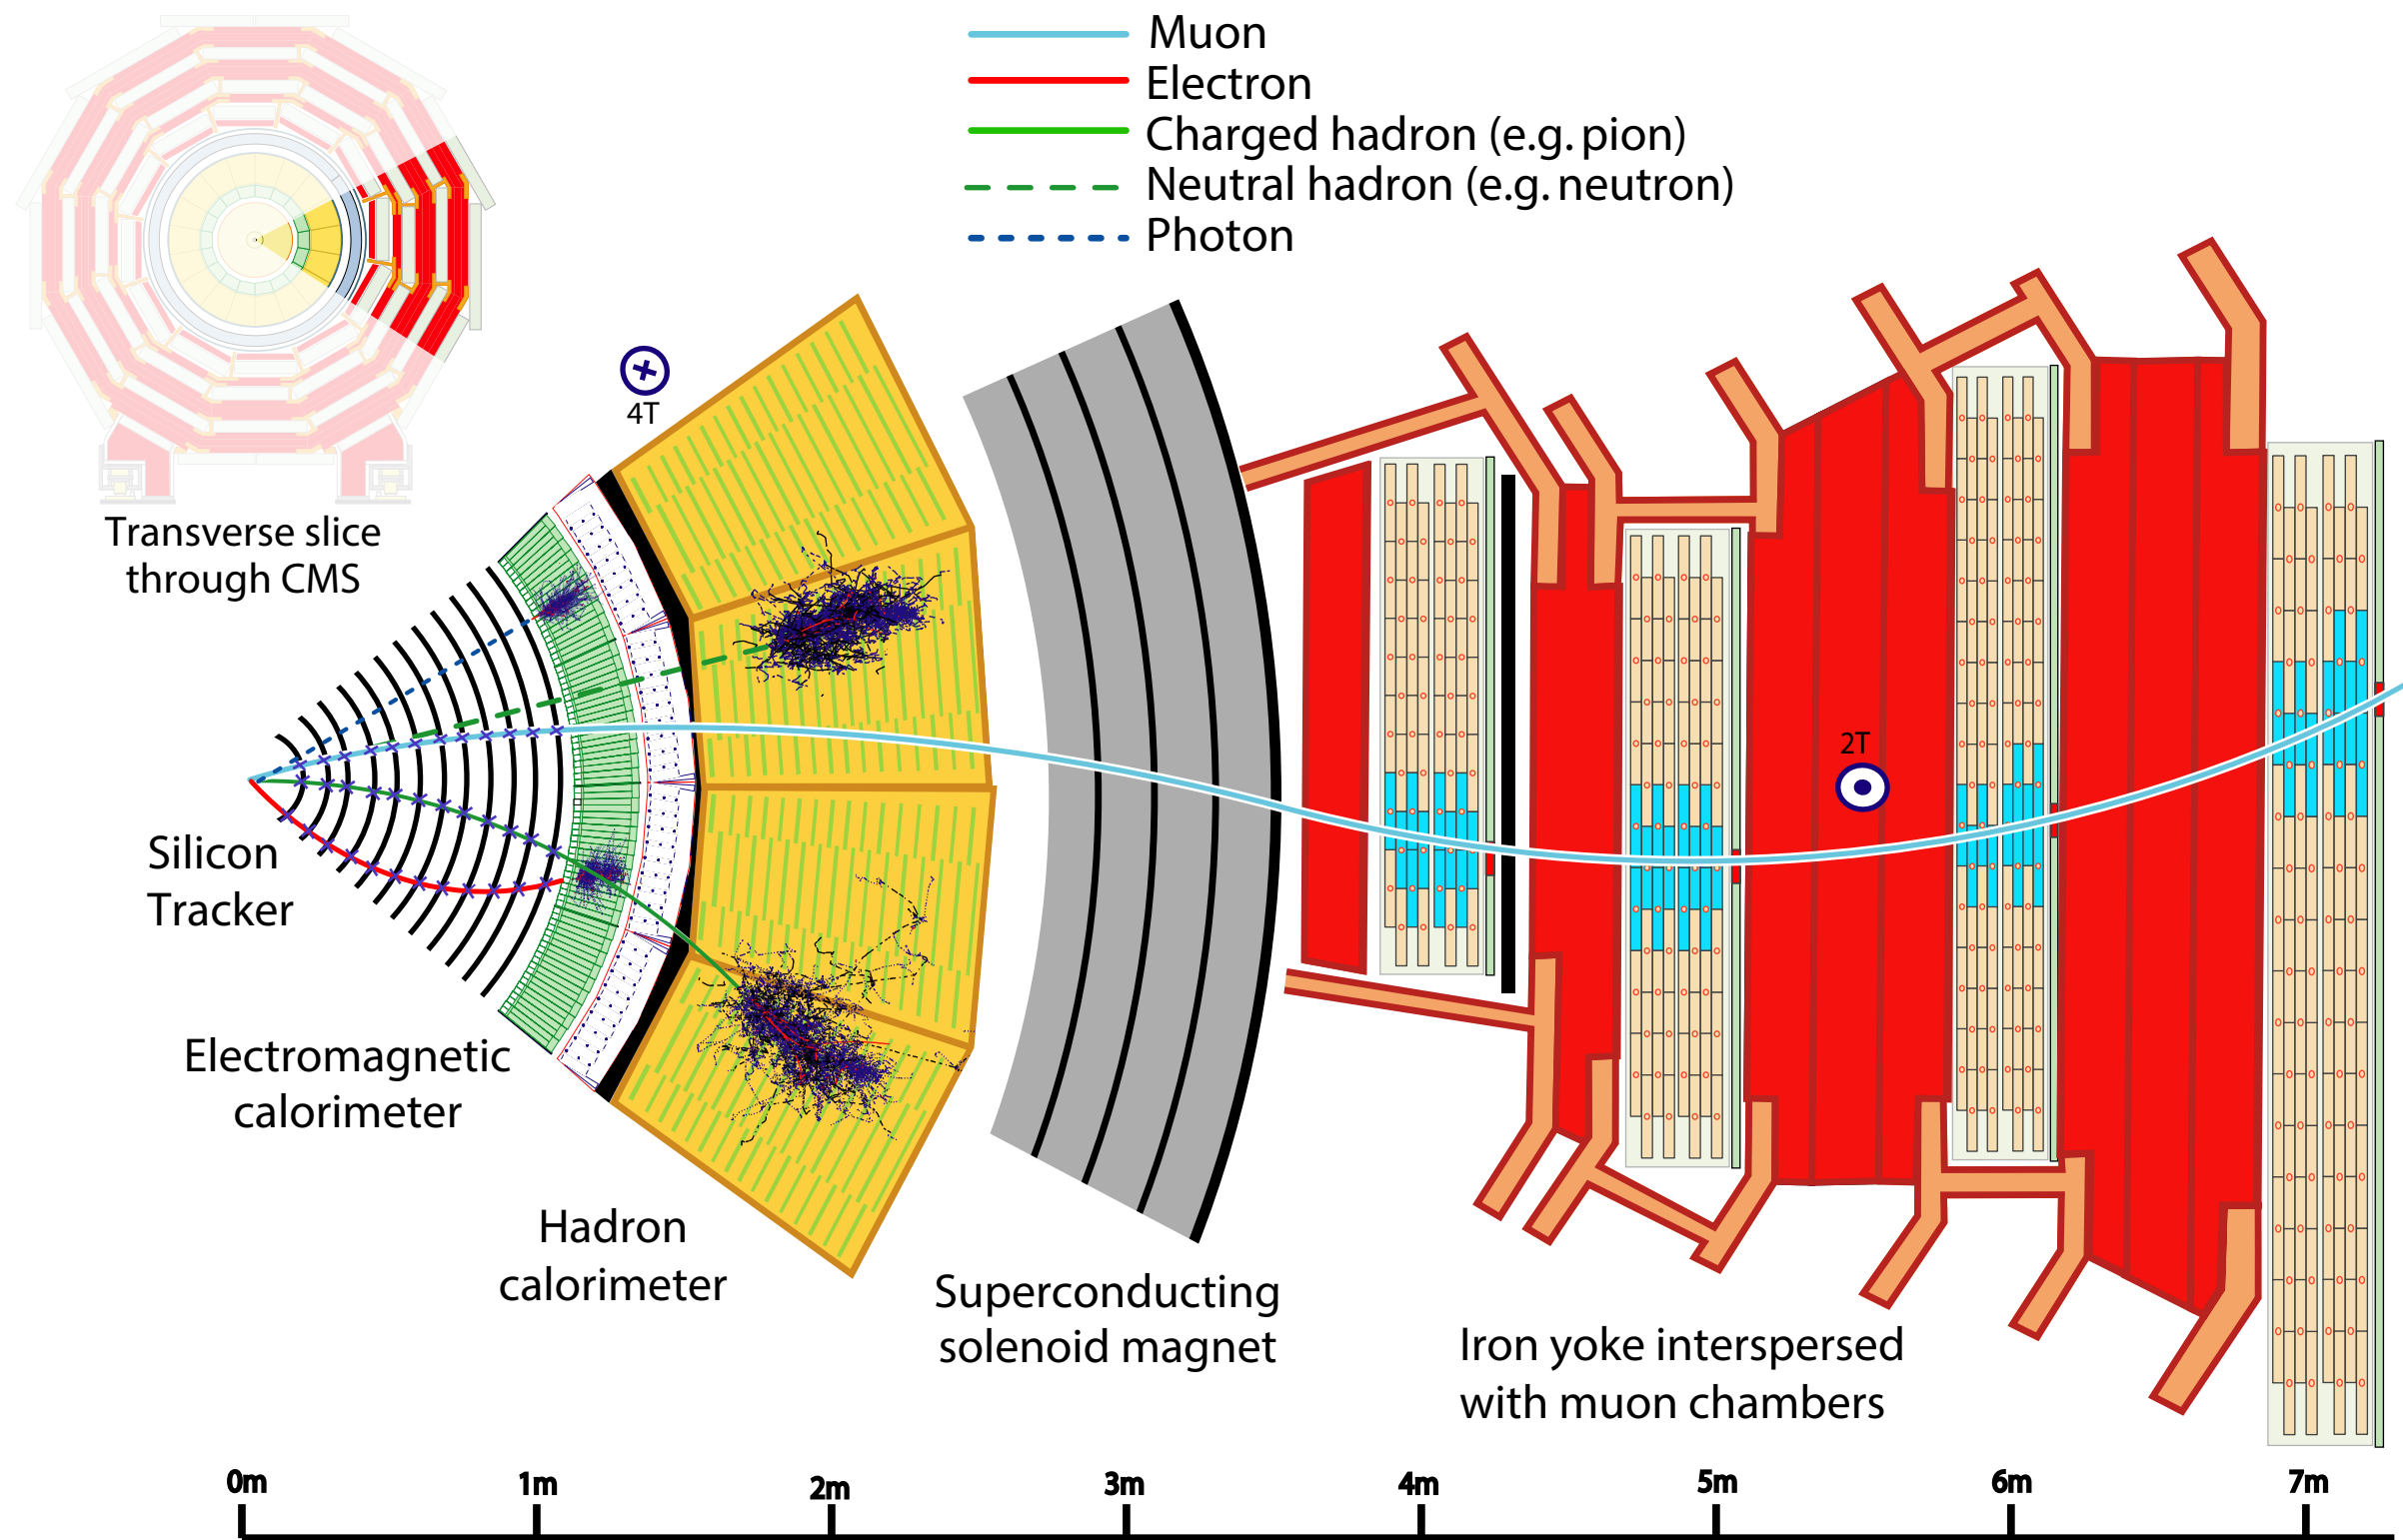 Muon
Electron
Charged hadron (e.g. pion)
Neutral hadron (e.g. neutron)
Photon
4T
Transverse slice
through CMS
2T
Silicon
Tracker
Electromagnetic
calorimeter
Hadron
calorimeter
Superconducting
solenoid magnet
Iron yoke interspersed
with muon chambers
0m 1m 2m 3m 4m 5m 6m 7m